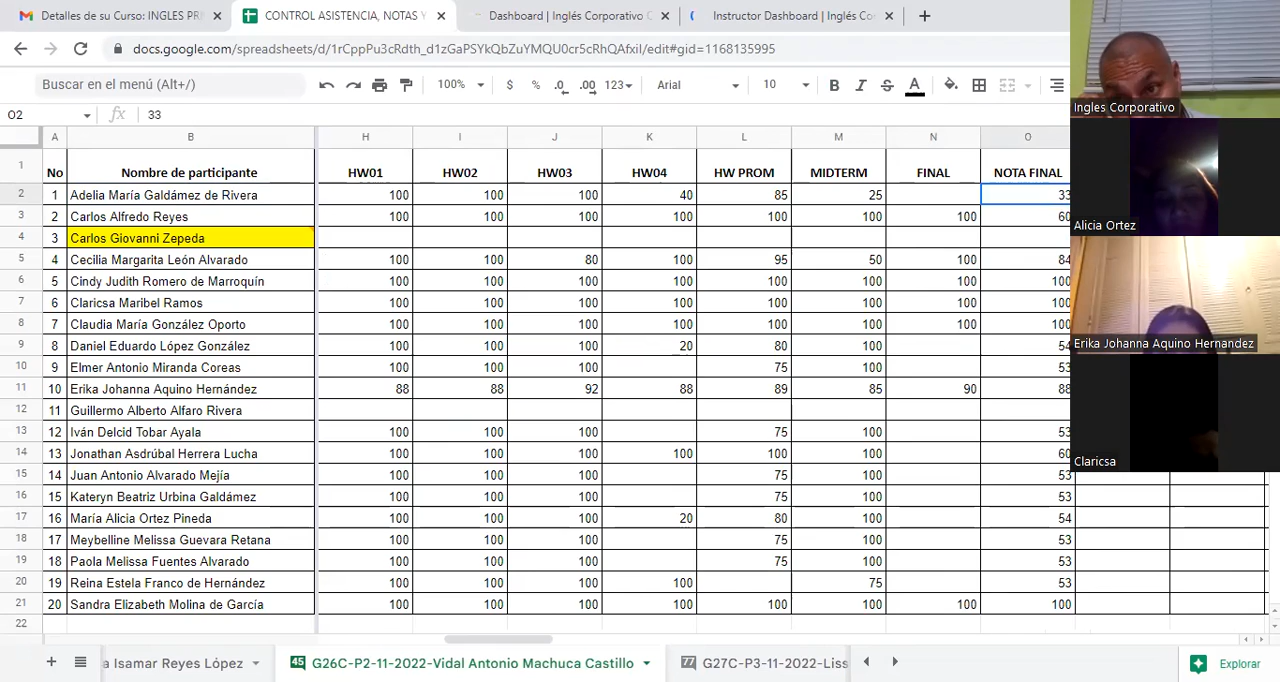 Detalles de su Curso: INGLES PRI
CONTROL ASISTENCIA, NOTAS Y
Dashboard | Inglés Corporativo C
Instructor Dashboard | Inglés Co
docs.google.com/spreadsheets/d/1rCppPu3cRdth_d1zGaPSYkQbZuYMQU0cr5cRhQAfxiI/edit#gid=1168135995
Buscar en el menú (Alt+/) 100% $ % .0 .00 123 Arial 10 B I S A
O2 fx 33
A B H I J K L M N O
1 No Nombre de participante HW01 HW02 HW03 HW04 HW PROM MIDTERM FINAL NOTA FINAL
2 1 Adelia María Galdámez de Rivera 100 100 100 40 85 25 33
3 2 Carlos Alfredo Reyes 100 100 100 100 100 100 100 60
4 3 Carlos Giovanni Zepeda
5 4 Cecilia Margarita León Alvarado 100 100 80 100 95 50 100 84
6 5 Cindy Judith Romero de Marroquín 100 100 100 100 100 100 100 100
7 6 Claricsa Maribel Ramos 100 100 100 100 100 100 100 100
8 7 Claudia María González Oporto 100 100 100 100 100 100 100 100
9 8 Daniel Eduardo López González 100 100 100 20 80 100 54
10 9 Elmer Antonio Miranda Coreas 100 100 100 75 100 53
11 10 Erika Johanna Aquino Hernández 88 88 92 88 89 85 90 88
12 11 Guillermo Alberto Alfaro Rivera
13 12 Iván Delcid Tobar Ayala 100 100 100 75 100 53
14 13 Jonathan Asdrúbal Herrera Lucha 100 100 100 100 100 100 60
15 14 Juan Antonio Alvarado Mejía 100 100 100 75 100 53
16 15 Kateryn Beatriz Urbina Galdámez 100 100 100 75 100 53
17 16 María Alicia Ortez Pineda 100 100 100 20 80 100 54
18 17 Meybelline Melissa Guevara Retana 100 100 100 75 100 53
19 18 Paola Melissa Fuentes Alvarado 100 100 100 75 100 53
20 19 Reina Estela Franco de Hernández 100 100 100 100 75 53
21 20 Sandra Elizabeth Molina de García 100 100 100 100 100 100 100 100
22
a Isamar Reyes López
45 G26C-P2-11-2022-Vidal Antonio Machuca Castillo
77 G27C-P3-11-2022-Liss
Explorar
Ingles Corporativo
Alicia Ortez
Erika Johanna Aquino Hernandez
Claricsa